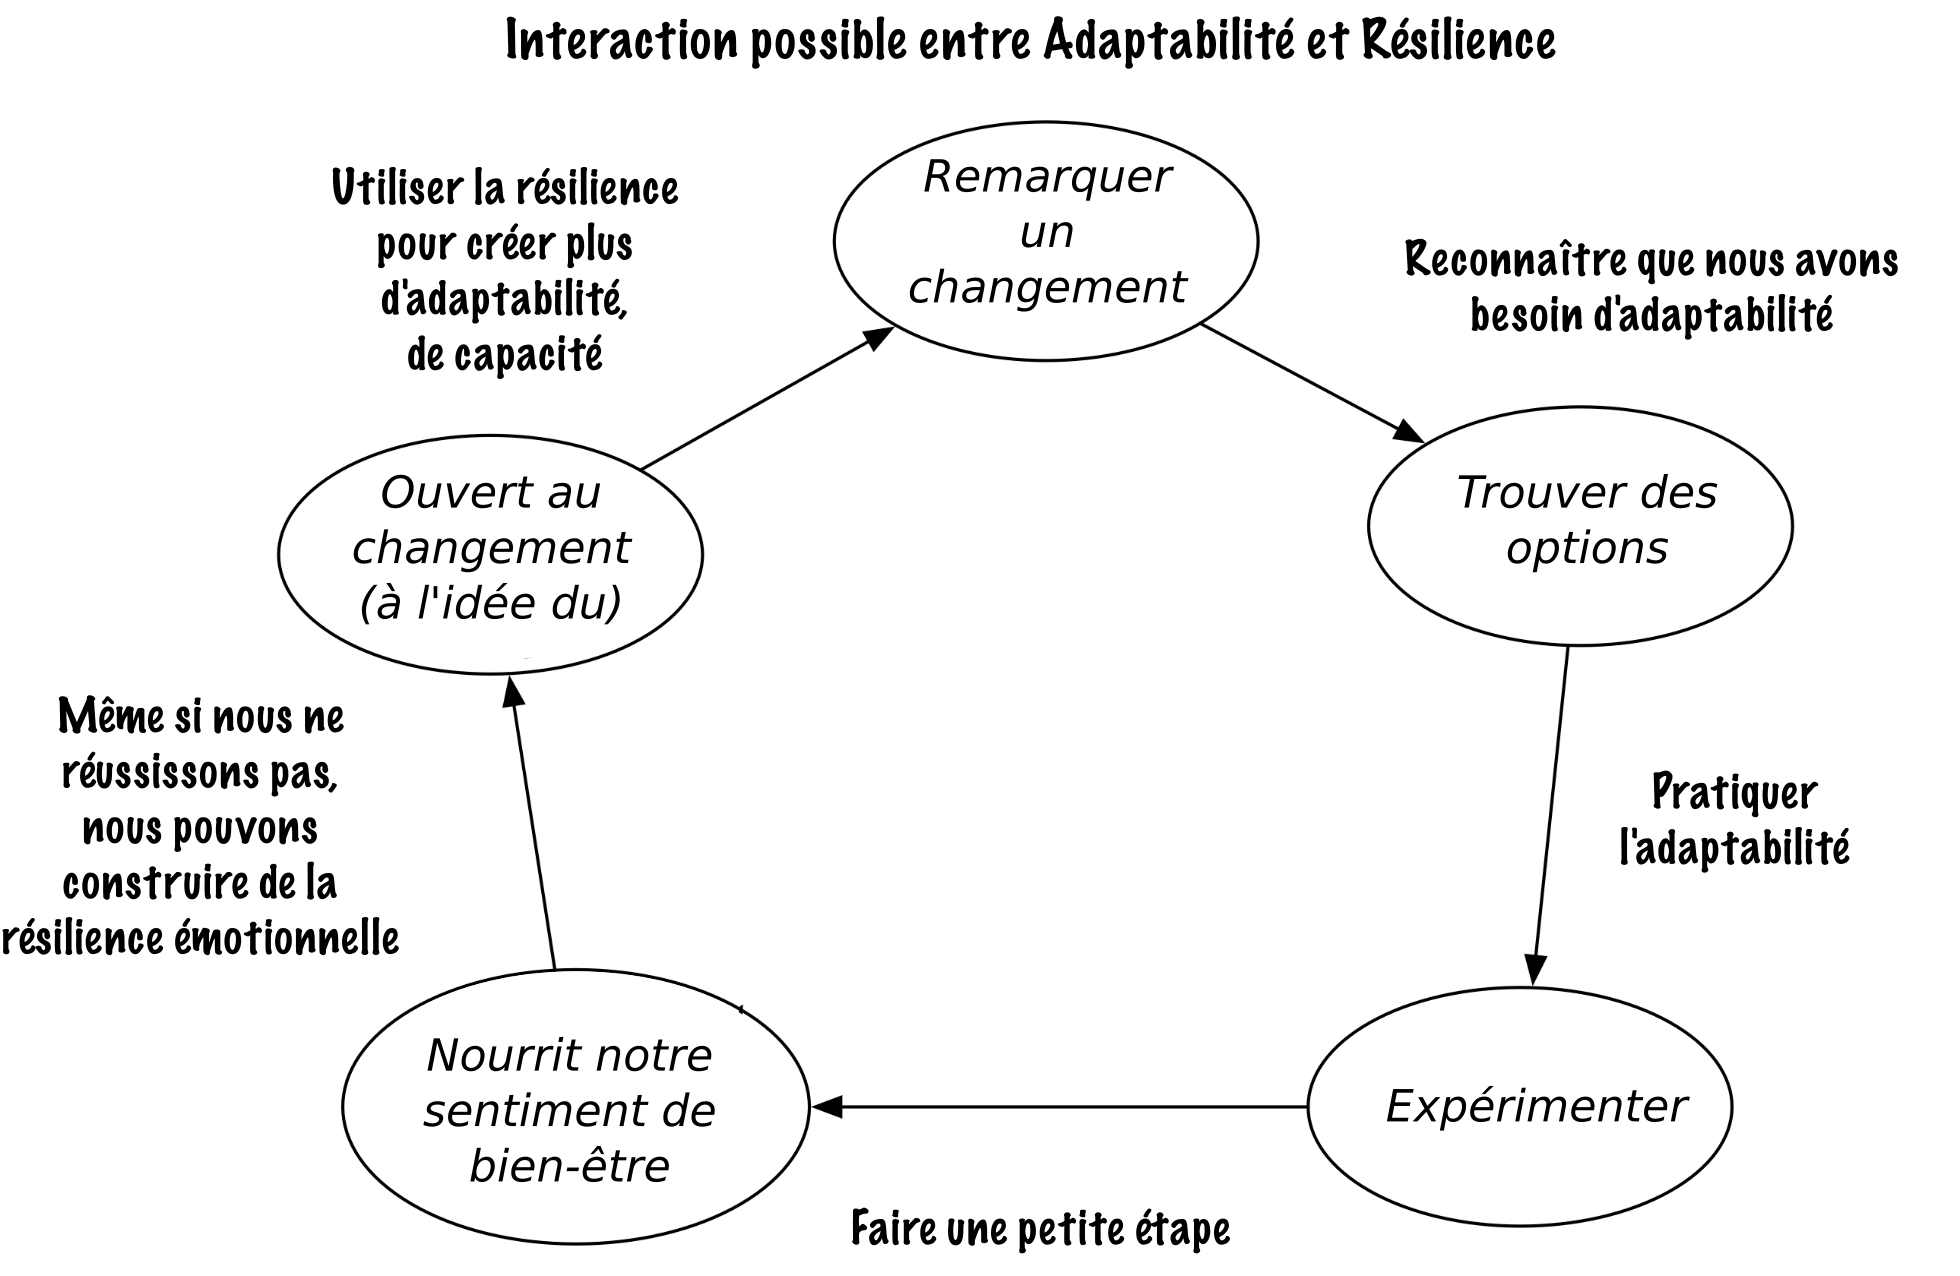 Interaction possible entre Adaptabilité et Résilience
Remarquer
un
changement
Reconnaître que nous avons
besoin d'adaptabilité
Trouver des
options
Pratiquer
l'adaptabilité
Expérimenter
Faire une petite étape
Nourrit notre
sentiment de
bien-être
Même si nous ne
réussissons pas,
nous pouvons
construire de la
résilience émotionnelle
Ouvert au
changement
(à l'idée du)
Utiliser la résilience
pour créer plus
d'adaptabilité,
de capacité